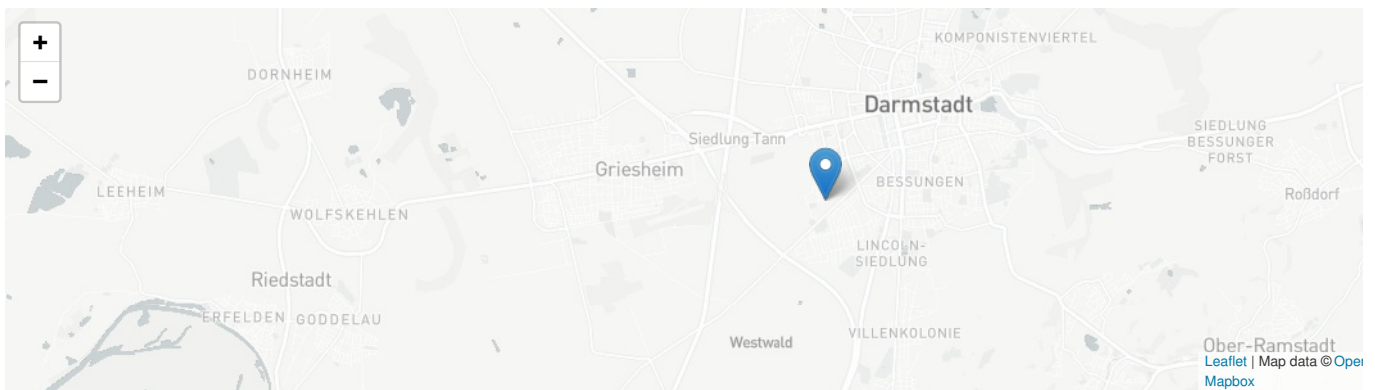 +
−
KOMPONISTENVIERTEL
DORNHEIM
Darmstadt
SIEDLUNG
BESSUNGER
FORST
Siedlung Tann
Griesheim
BESSUNGEN
LEEHEIM
Roßdorf
WOLFSKEHLEN
LINCOLN-
SIEDLUNG
Riedstadt
ERFELDEN
GODDELAU
VILLENKOLONIE
Westwald
Ober-Ramstadt
Leaflet | Map data © Open
Mapbox